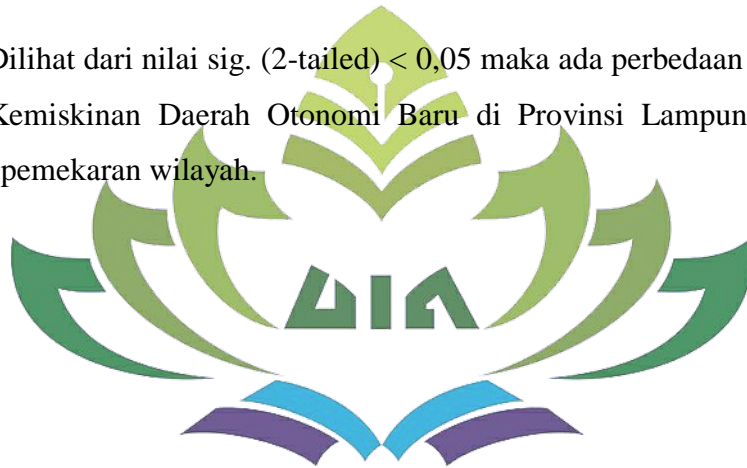 Dilihat dari nilai sig. (2-tailed) < 0,05 maka ada perbedaan
Kemiskinan Daerah Otonomi Baru di Provinsi Lampun
pemekaran wilayah.
UIN